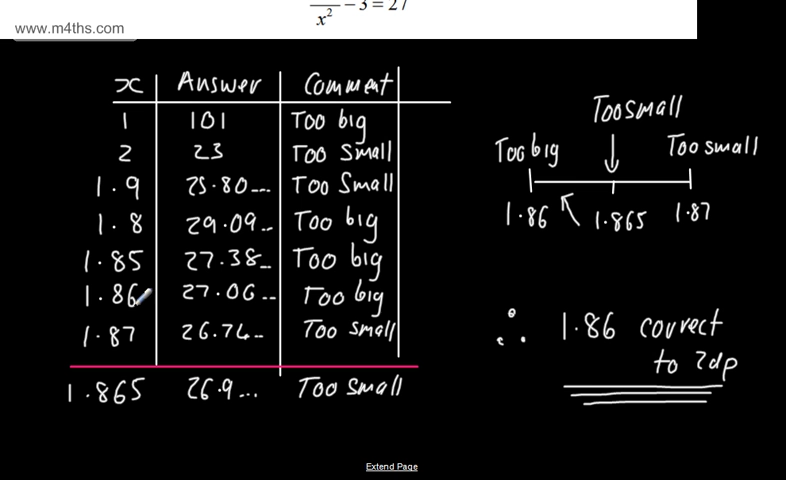 x² - 3 = 27
www.m4ths.com
x Answer Comment
1 101 Too big
2 23 Too Small
1.9 25.80... Too Small
1.8 29.09.. Too big
1.85 27.38.. Too big
1.86 27.06.. Too big
1.87 26.74.. Too small
1.865 26.9... Too small
Too small
Too big Too small
1.86 1.865 1.87
∴ 1.86 correct
to 2dp
Extend Page